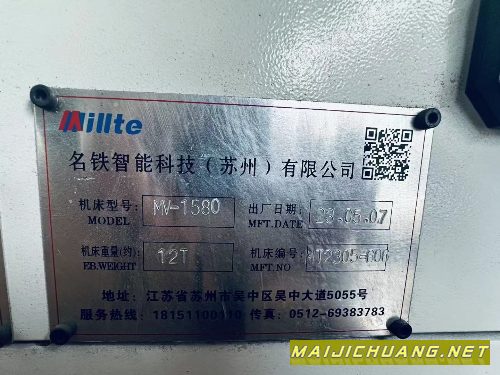 Millte
名铁智能科技（苏州）有限公司
机床型号: MV-1580 出厂日期:
MODEL MFT.DATE
机床重量(约): 12T 机床编号:
EB.WEIGHT MFT.NO
地址: 江苏省苏州市吴中区吴中大道5055号
服务热线: 传真: 0512-69383783
MAIJICHUANG.NET